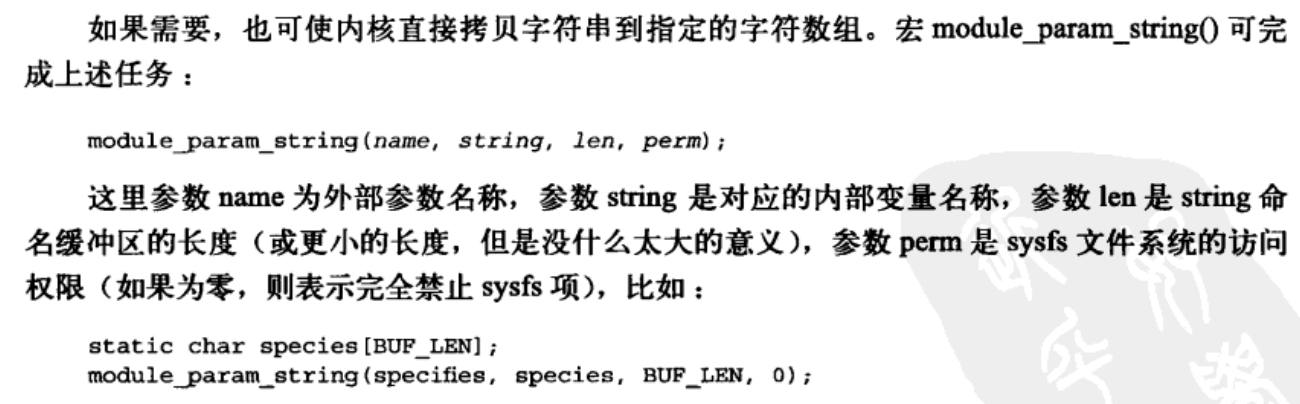 如果需要，也可使内核直接拷贝字符串到指定的字符数组。宏 module_param_string() 可完
成上述任务：
module_param_string(name, string, len, perm);
这里参数 name 为外部参数名称，参数 string 是对应的内部变量名称，参数 len 是 string 命
名缓冲区的长度（或更小的长度，但是没什么太大的意义），参数 perm 是 sysfs 文件系统的访问
权限（如果为零，则表示完全禁止 sysfs 项），比如：
static char species[BUF_LEN];
module_param_string(specifies, species, BUF_LEN, 0);